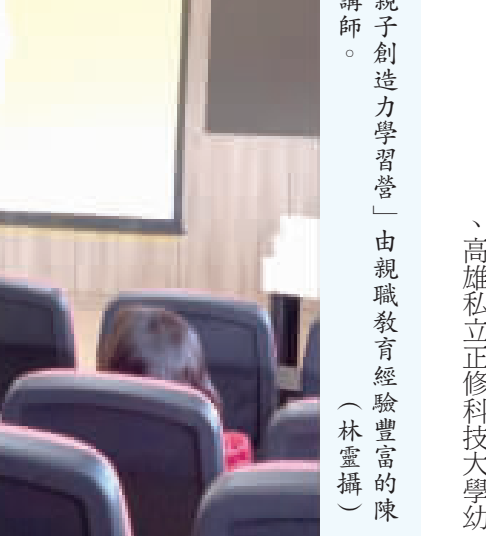 、高雄私立正修科技大學幼
親子創造力學習營」由親職教育經驗豐富的陳
講師。（林靈攝）